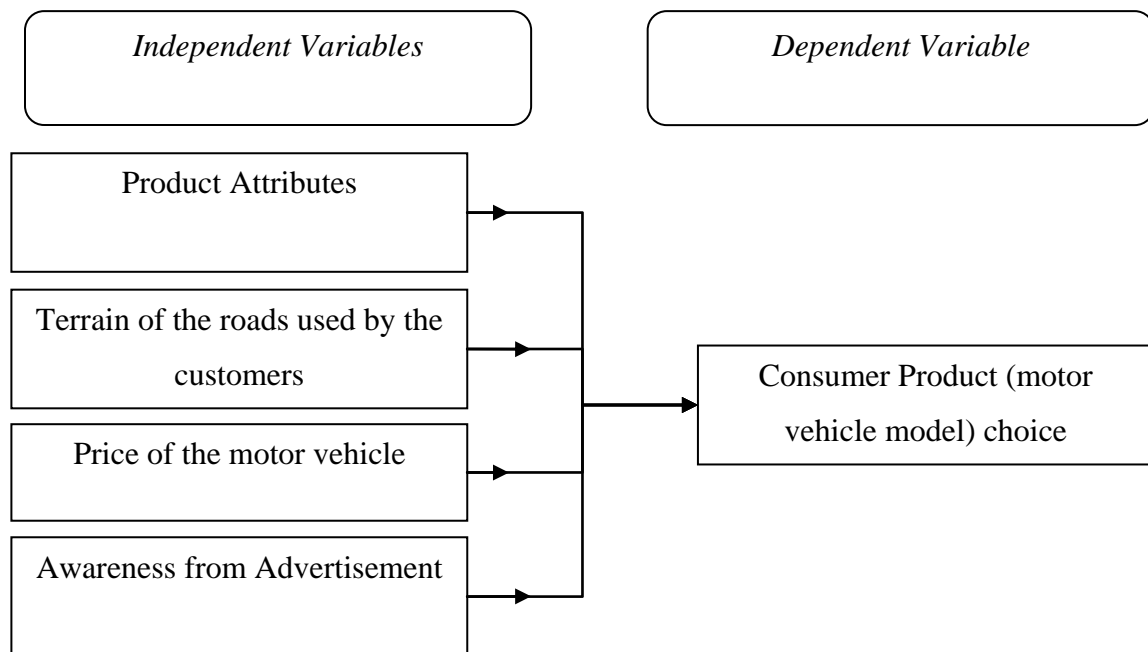 Independent Variables
Dependent Variable
Product Attributes
Terrain of the roads used by the
customers
Price of the motor vehicle
Awareness from Advertisement
Consumer Product (motor
vehicle model) choice